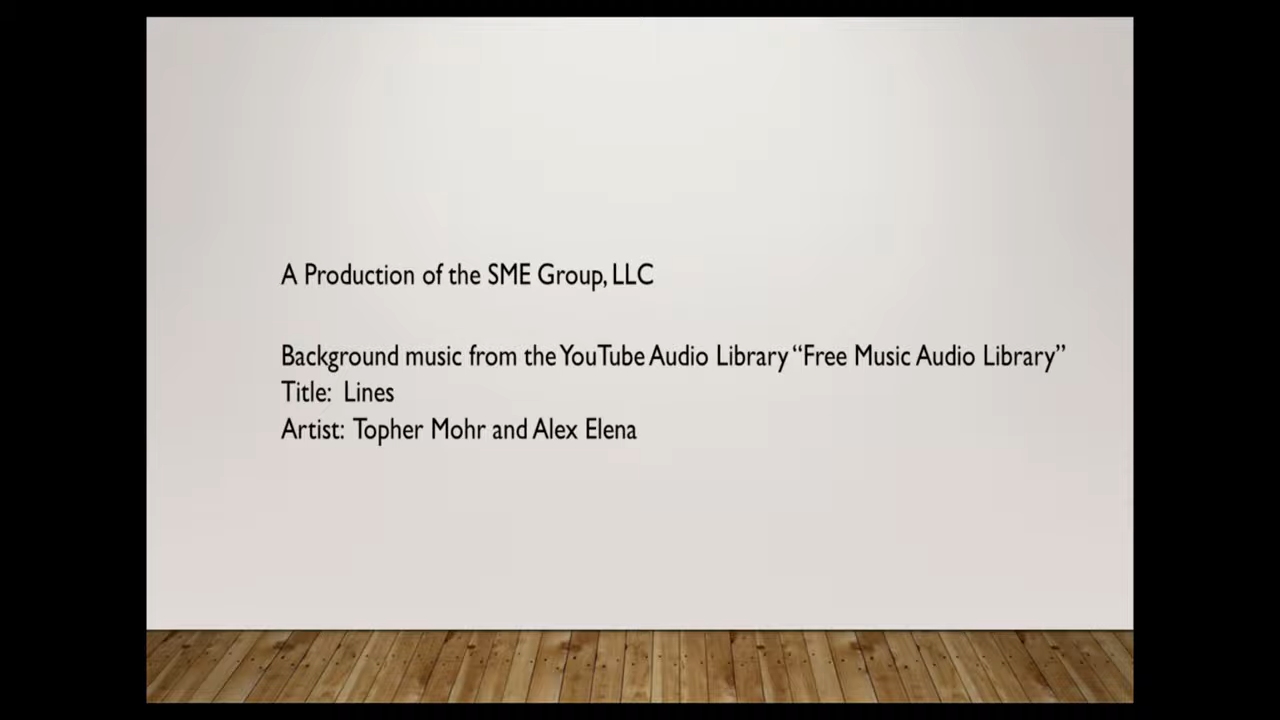 A Production of the SME Group, LLC
Background music from the YouTube Audio Library “Free Music Audio Library”
Title: Lines
Artist: Topher Mohr and Alex Elena